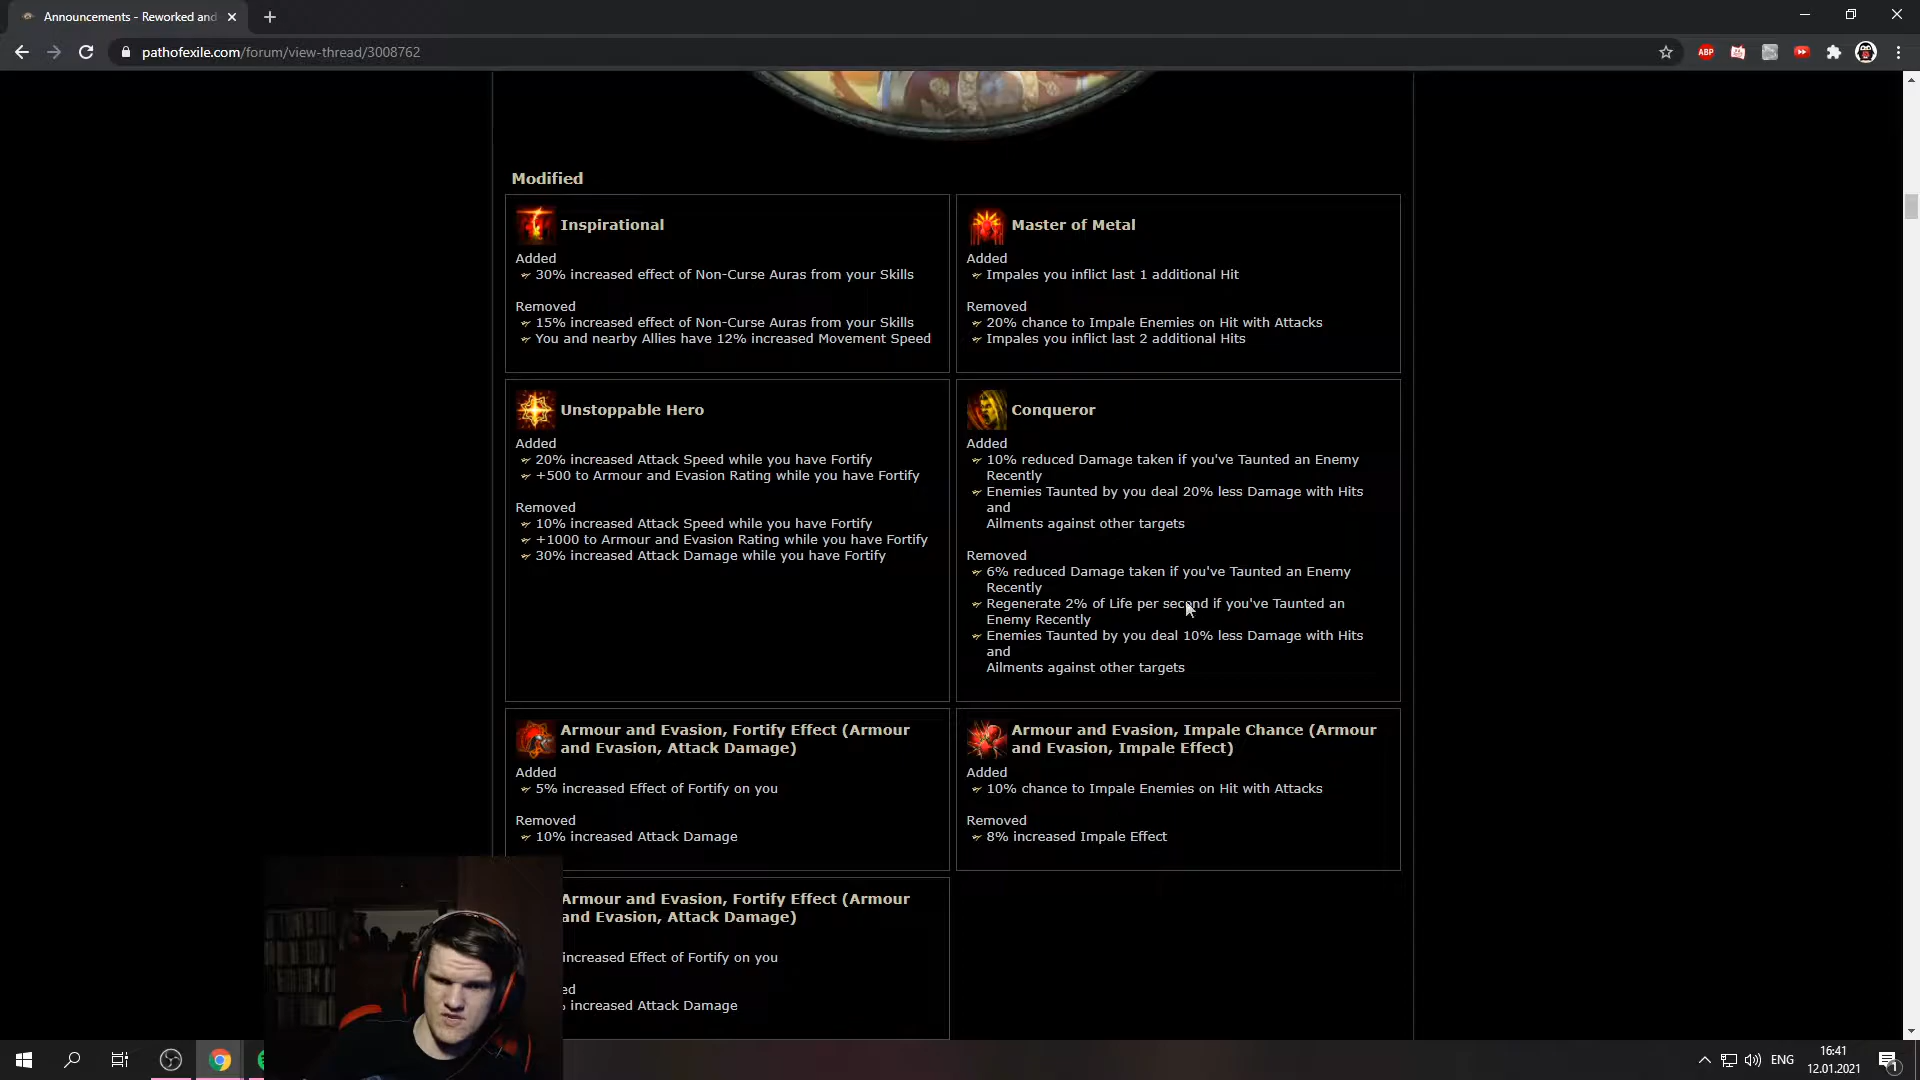 Announcements - Reworked and
pathofexile.com/forum/view-thread/3008762
ABP
Modified
Inspirational
Added
30% increased effect of Non-Curse Auras from your Skills
Removed
15% increased effect of Non-Curse Auras from your Skills
You and nearby Allies have 12% increased Movement Speed
Master of Metal
Added
Impales you inflict last 1 additional Hit
Removed
20% chance to Impale Enemies on Hit with Attacks
Impales you inflict last 2 additional Hits
Unstoppable Hero
Added
20% increased Attack Speed while you have Fortify
+500 to Armour and Evasion Rating while you have Fortify
Removed
10% increased Attack Speed while you have Fortify
+1000 to Armour and Evasion Rating while you have Fortify
30% increased Attack Damage while you have Fortify
Conqueror
Added
10% reduced Damage taken if you've Taunted an Enemy
Recently
Enemies Taunted by you deal 20% less Damage with Hits
and
Ailments against other targets
Removed
6% reduced Damage taken if you've Taunted an Enemy
Recently
Regenerate 2% of Life per second if you've Taunted an
Enemy Recently
Enemies Taunted by you deal 10% less Damage with Hits
and
Ailments against other targets
Armour and Evasion, Fortify Effect (Armour
and Evasion, Attack Damage)
Added
5% increased Effect of Fortify on you
Removed
10% increased Attack Damage
Armour and Evasion, Impale Chance (Armour
and Evasion, Impale Effect)
Added
10% chance to Impale Enemies on Hit with Attacks
Removed
8% increased Impale Effect
Armour and Evasion, Fortify Effect (Armour
and Evasion, Attack Damage)
increased Effect of Fortify on you
ed
increased Attack Damage
ENG
16:41
12.01.2021
1